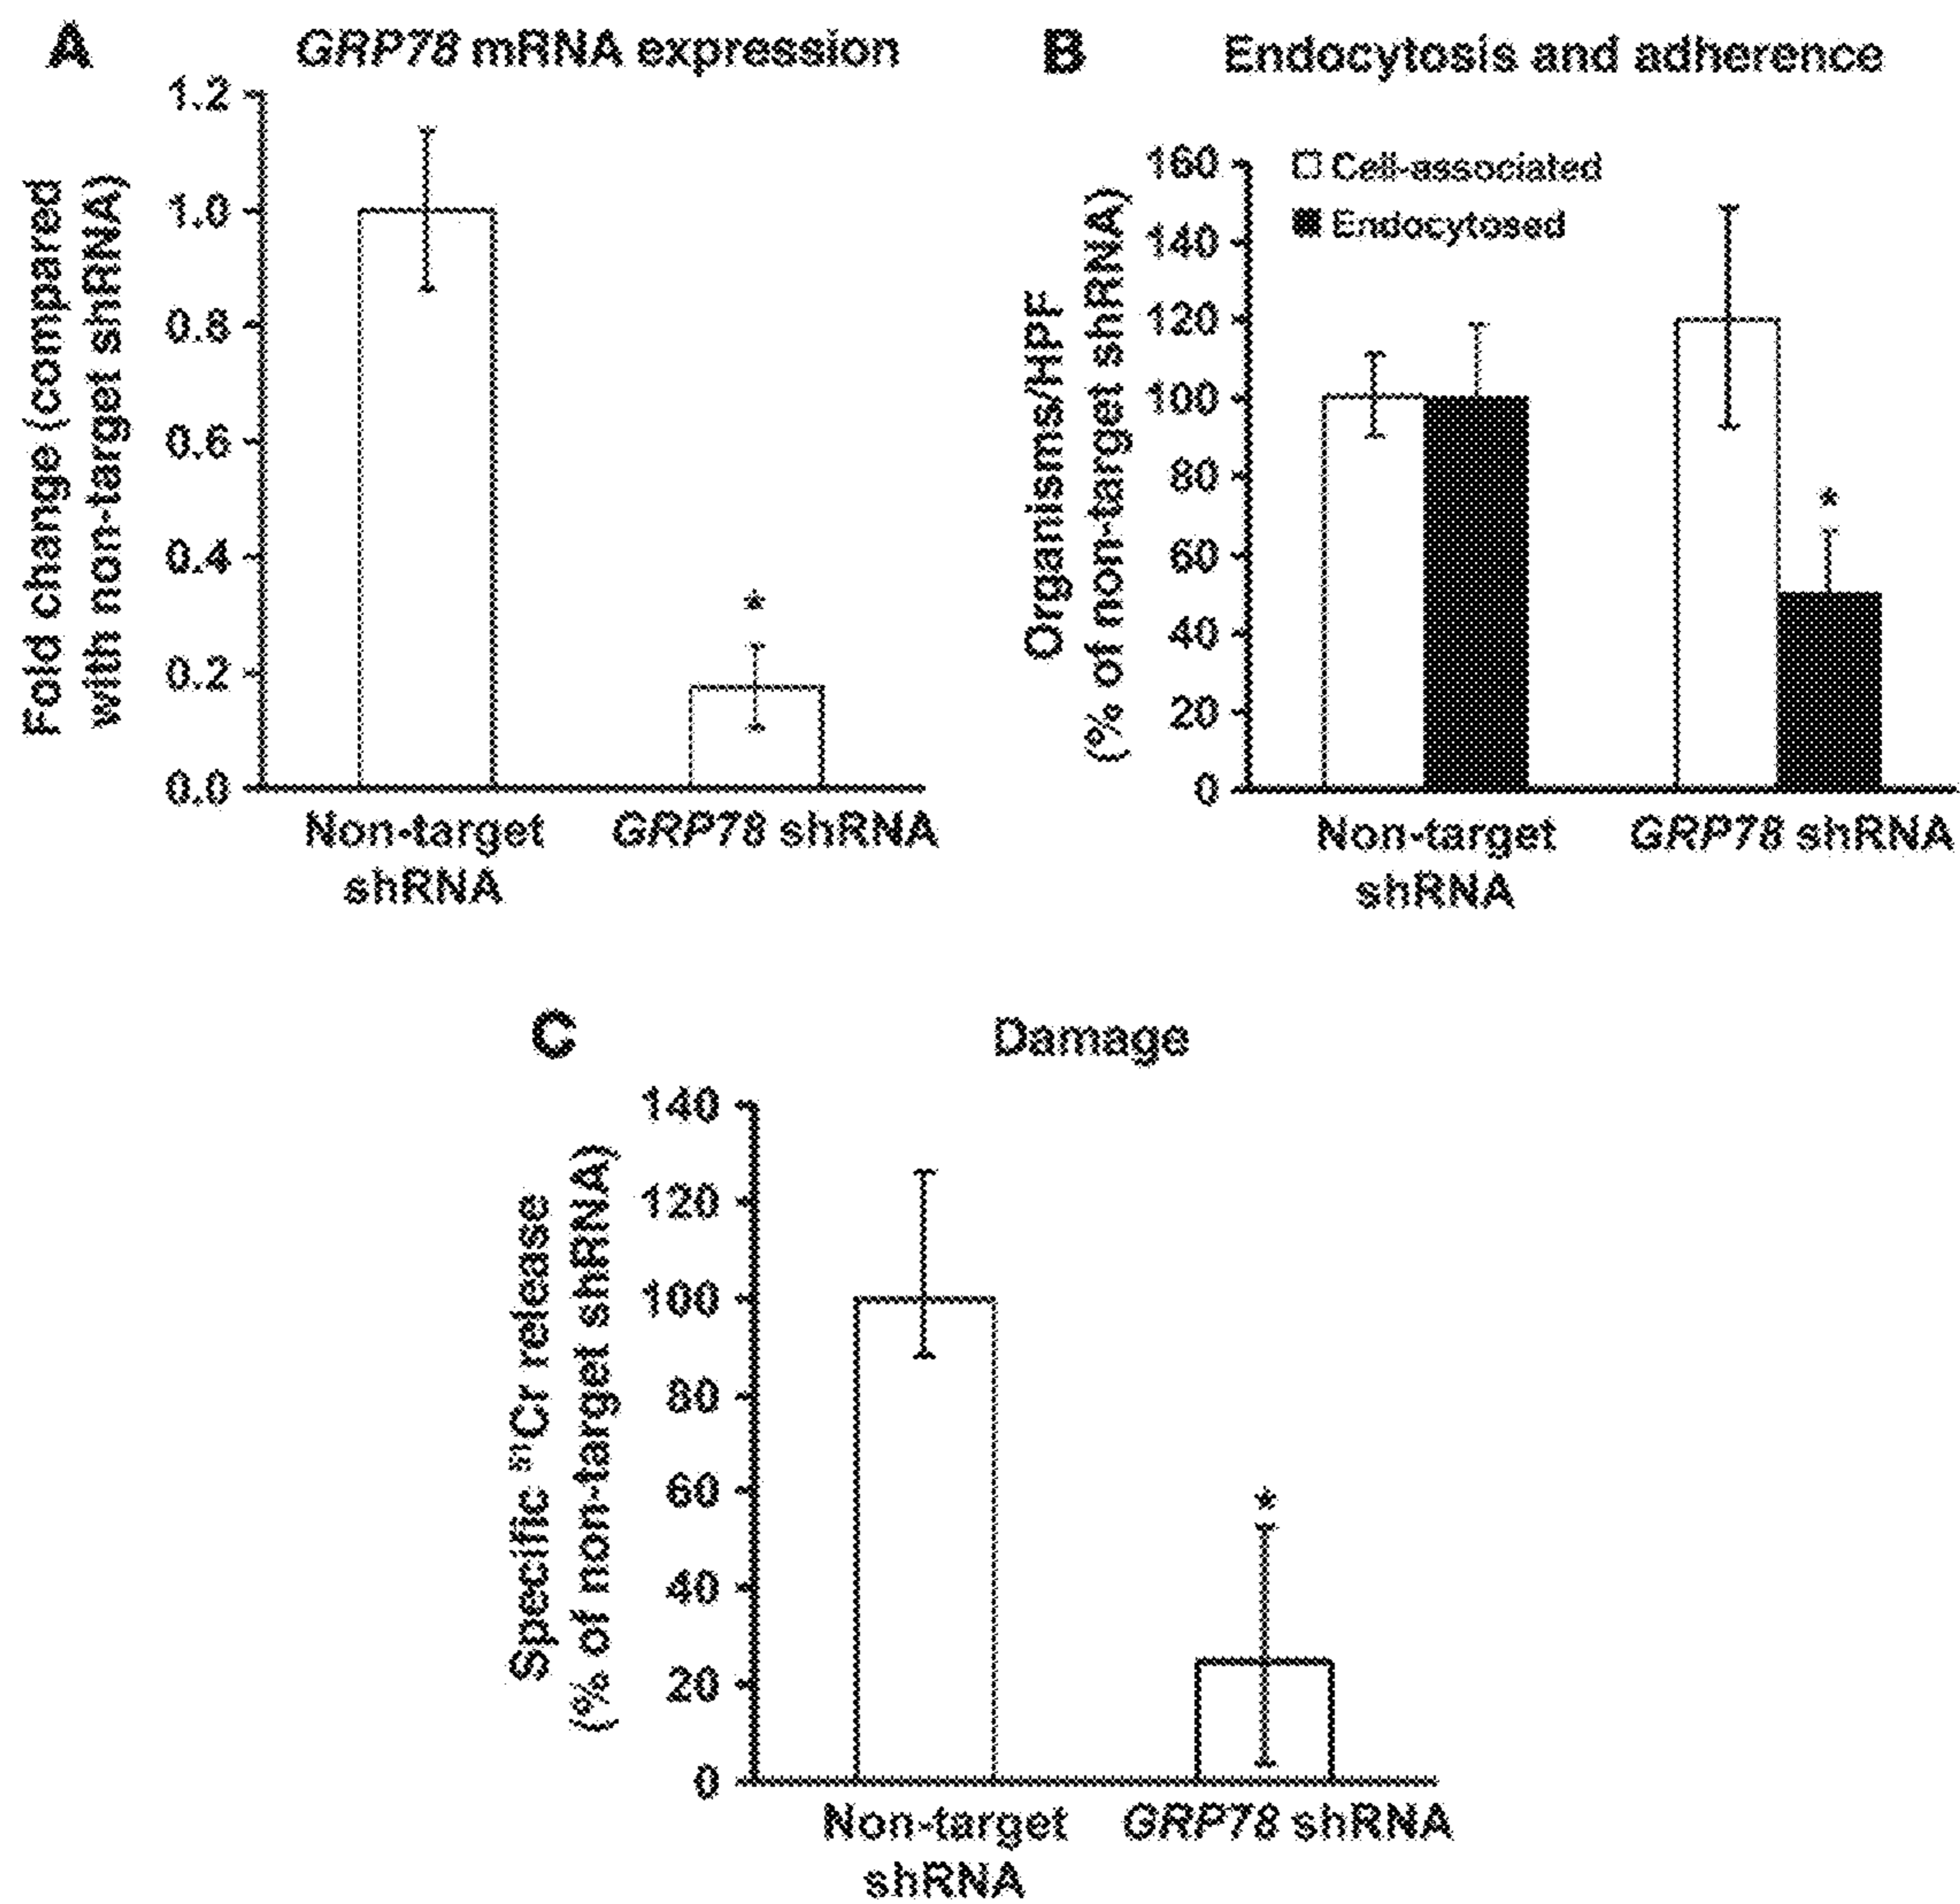 A
GRP78 mRNA expression
Fold change (compared
with non-target shRNA)
1.2
1.0
0.8
0.6
0.4
0.2
0.0
*
Non-target
shRNA
GRP78 shRNA
B
Endocytosis and adherence
Organisms/HPF
(% of non-target shRNA)
160
140
120
100
80
60
40
20
0
Cell-associated
Endocytosed
*
Non-target
shRNA
GRP78 shRNA
C
Damage
Specific ⁵¹Cr release
(% of non-target shRNA)
140
120
100
80
60
40
20
0
*
Non-target
shRNA
GRP78 shRNA